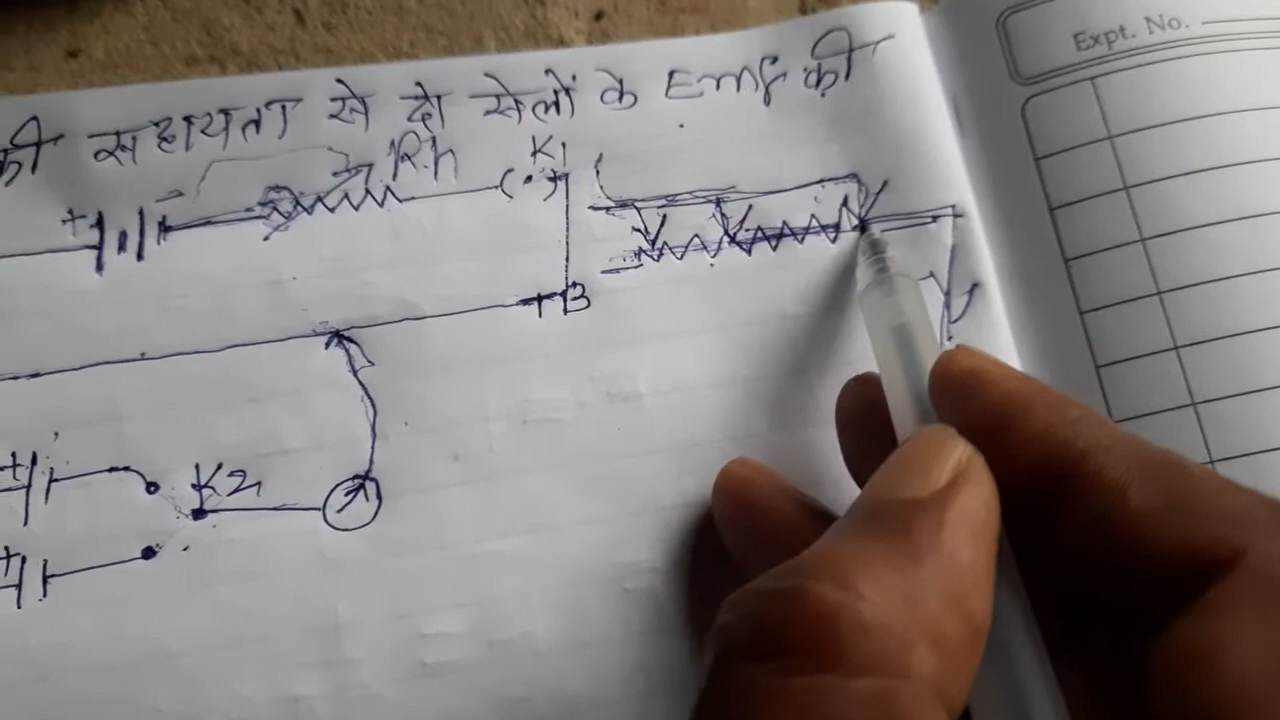 की सहायता से दो सेलों के Emf की
Expt. No.
+ - Rh K1
+B
+ K2
+